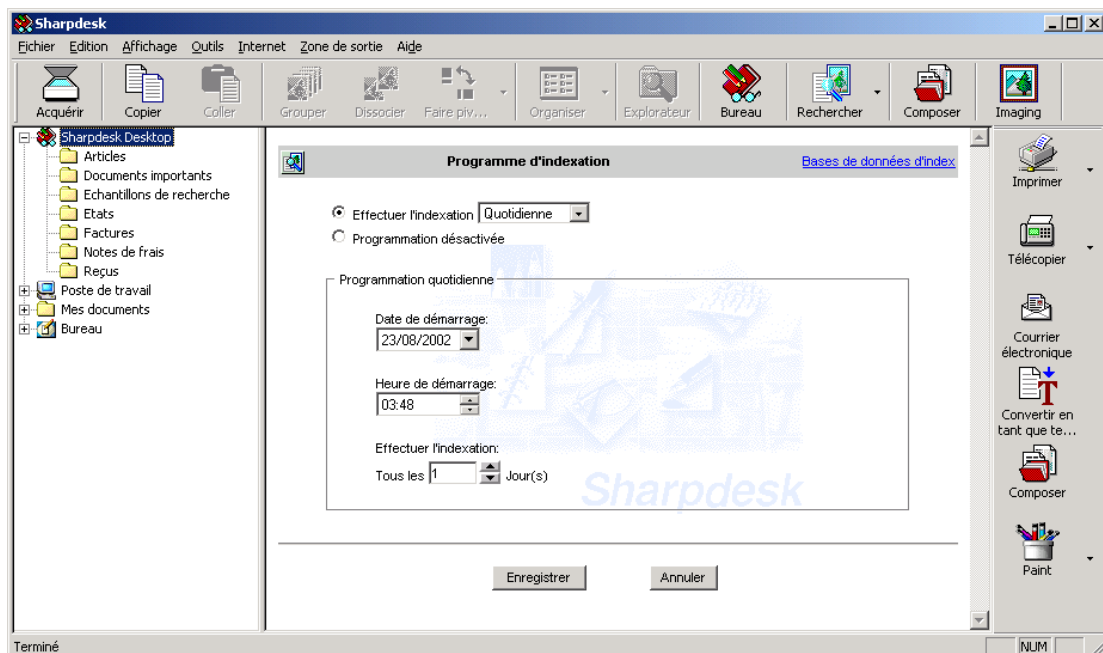 Sharpdesk
Fichier Edition Affichage Outils Internet Zone de sortie Aide
Acquérir Copier Coller Grouper Dissocier Faire piv... Organiser Explorateur Bureau Rechercher Composer Imaging
Sharpdesk Desktop
Articles
Documents importants
Echantillons de recherche
Etats
Factures
Notes de frais
Reçus
Poste de travail
Mes documents
Bureau
Programme d'indexation Bases de données d'index
Effectuer l'indexation Quotidienne
Programmation désactivée
Programmation quotidienne
Date de démarrage:
23/08/2002
Heure de démarrage:
03:48
Effectuer l'indexation:
Tous les 1 Jour(s)
Sharpdesk
Enregistrer Annuler
Imprimer
Télécopier
Courrier
électronique
Convertir en
tant que te...
Composer
Paint
Terminé NUM